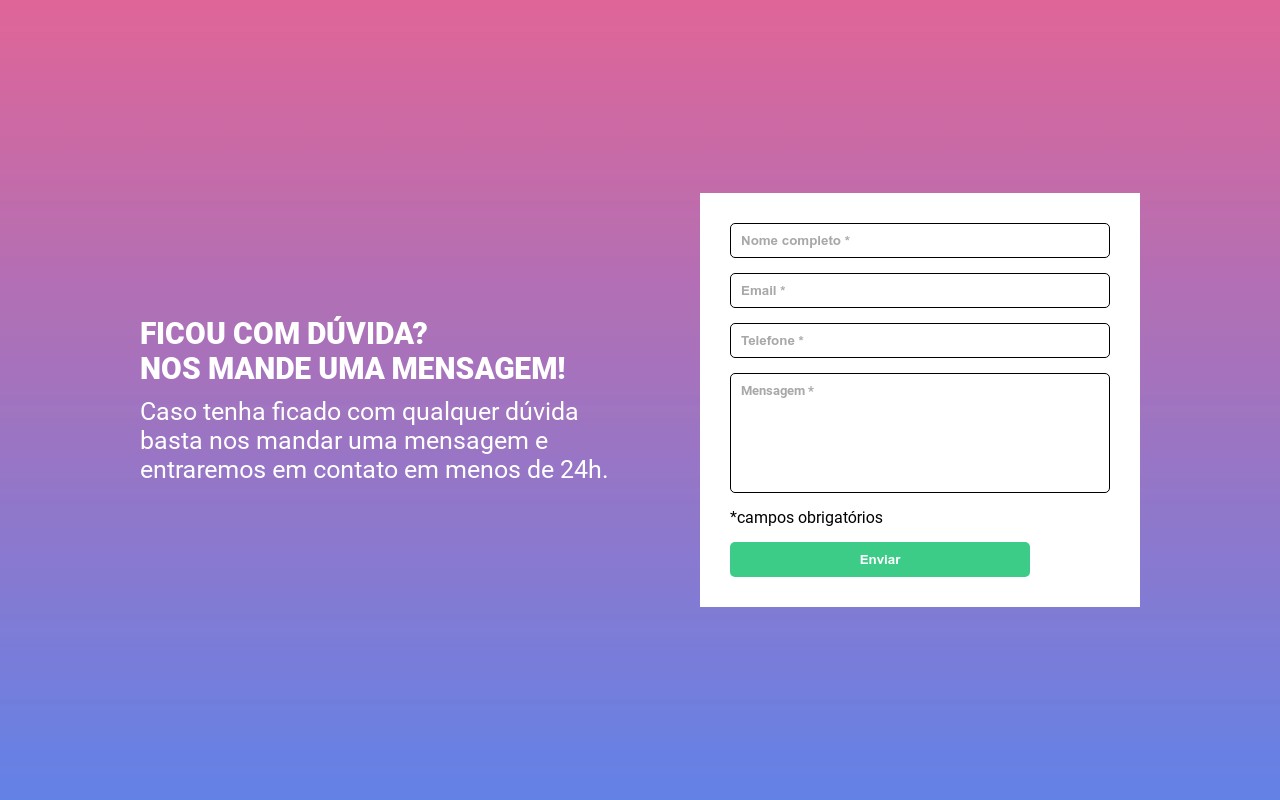 FICOU COM DÚVIDA?
NOS MANDE UMA MENSAGEM!
Caso tenha ficado com qualquer dúvida
basta nos mandar uma mensagem e
entraremos em contato em menos de 24h.
Nome completo *
Email *
Telefone *
Mensagem *
*campos obrigatórios
Enviar